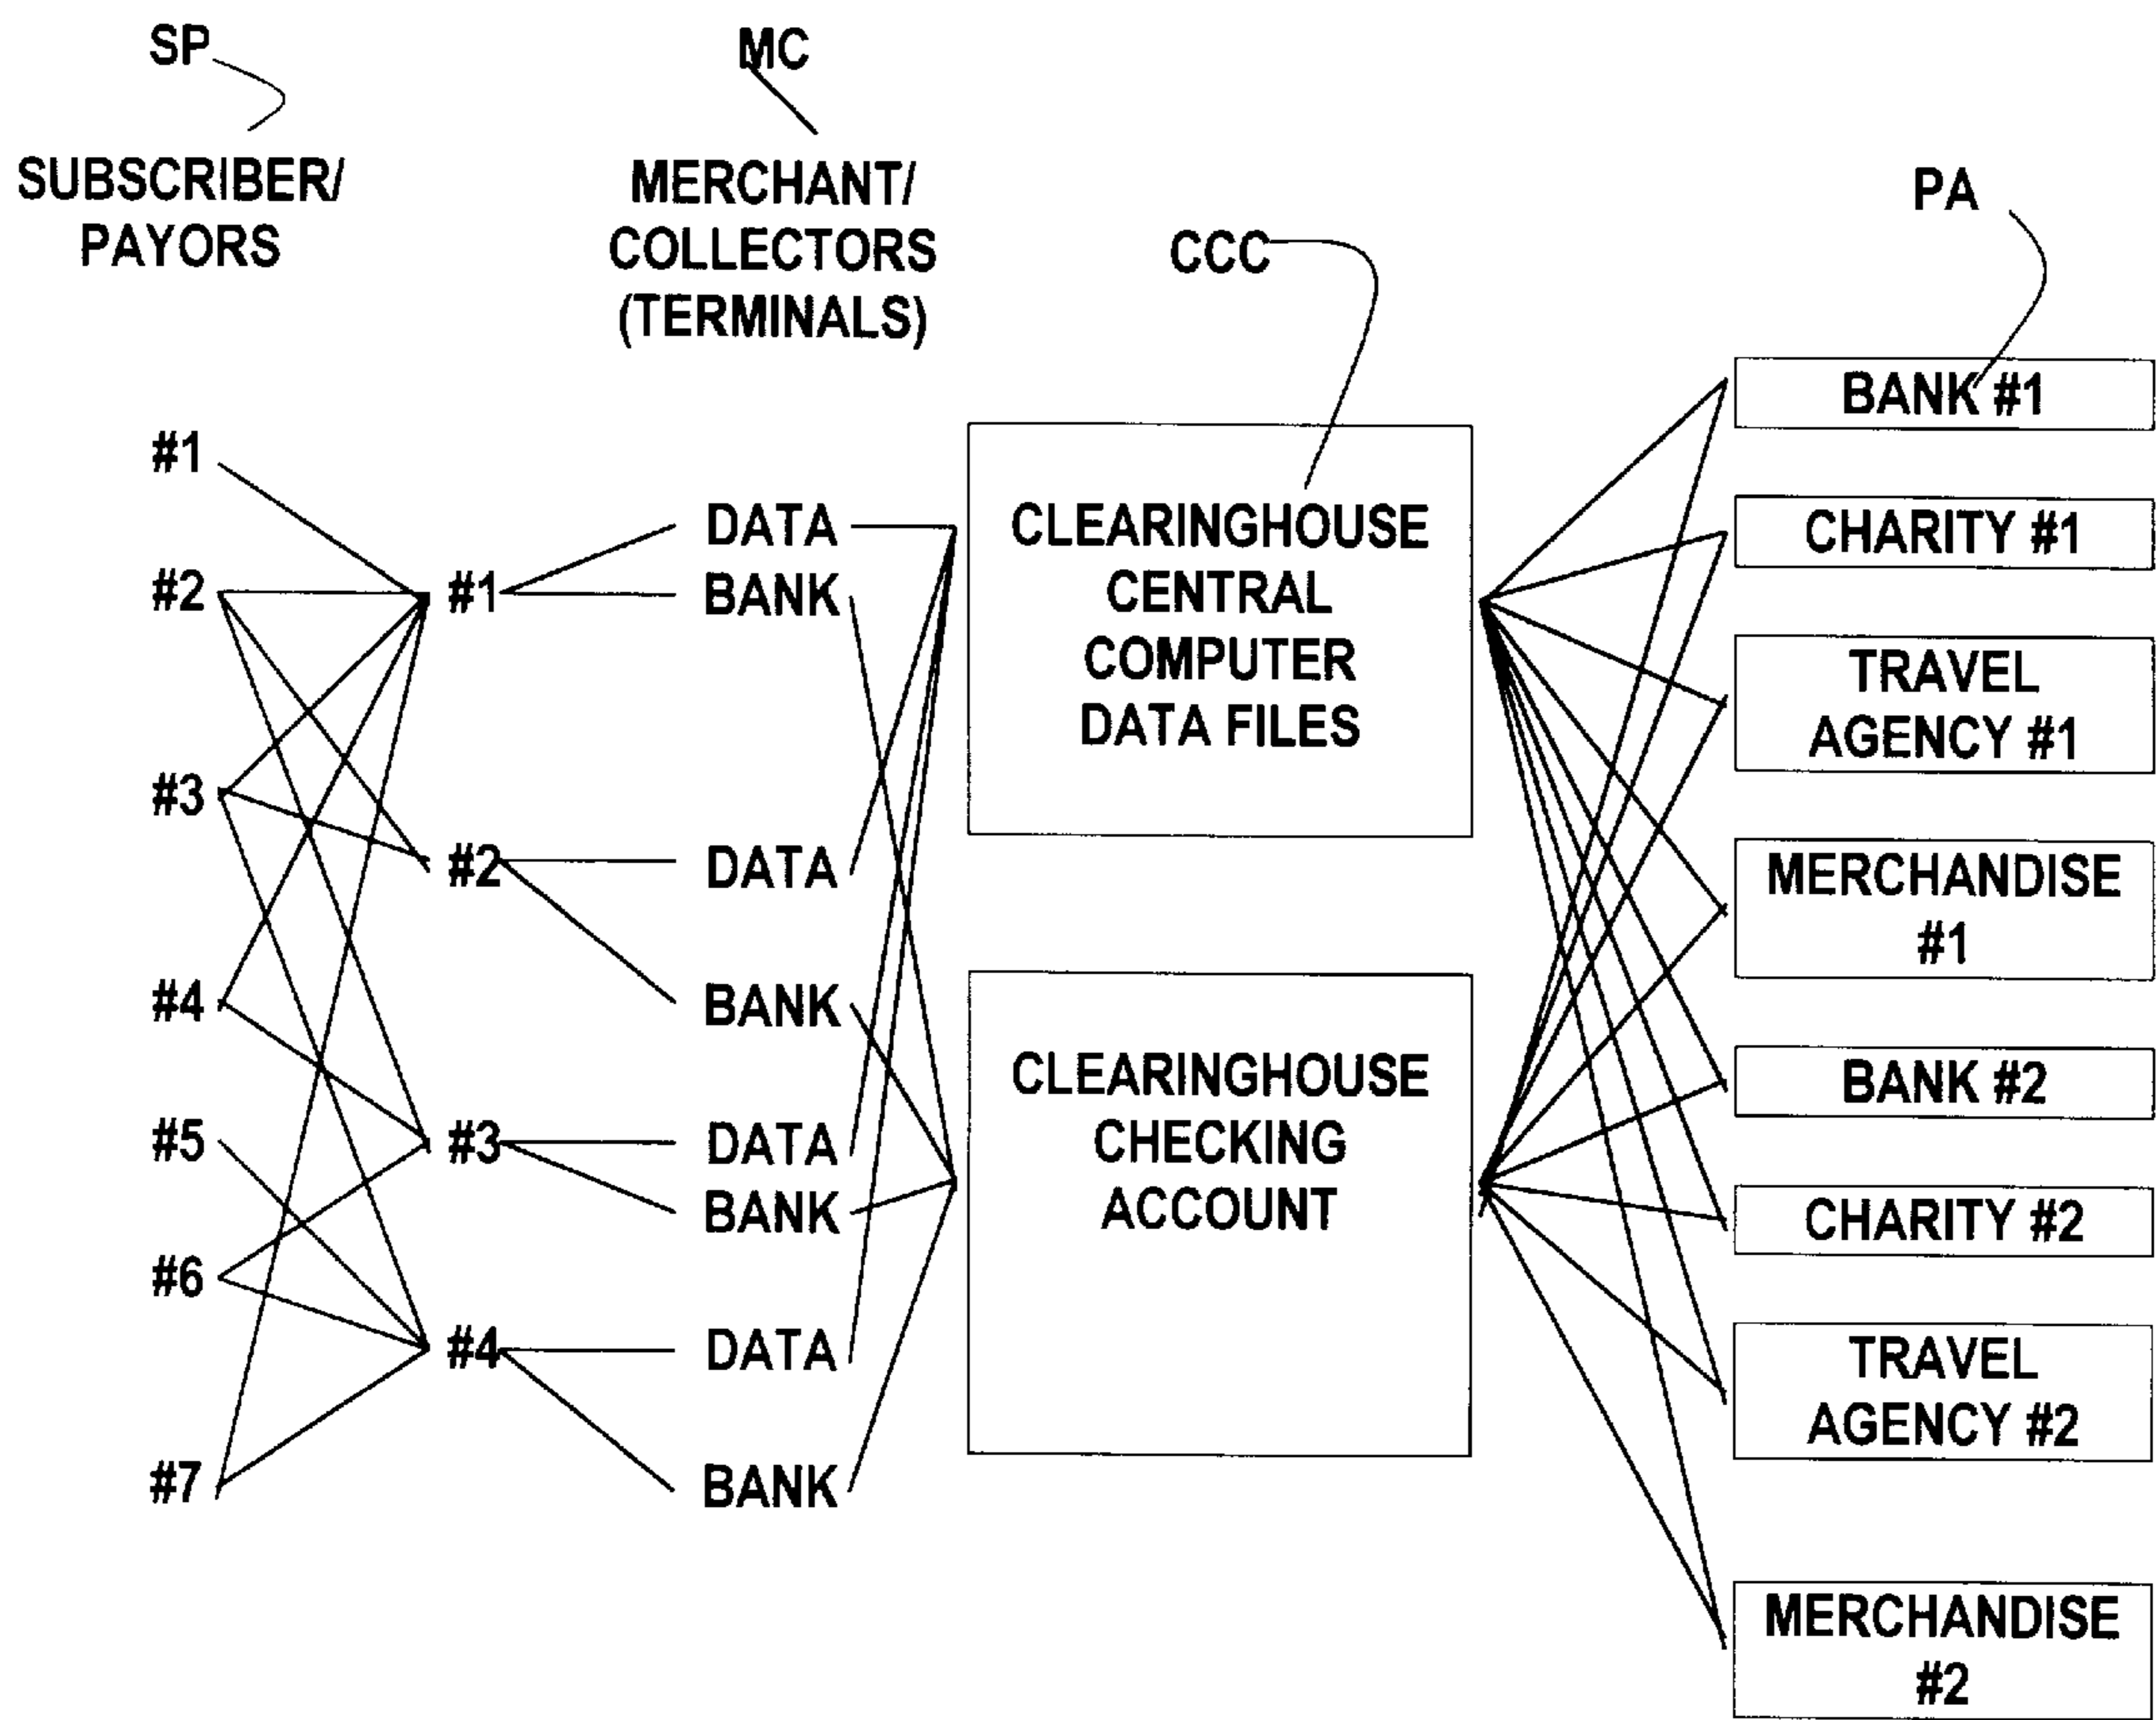 SP
MC
SUBSCRIBER/
PAYORS
MERCHANT/
COLLECTORS
(TERMINALS)
CCC
PA
#1
#2
#3
#4
#5
#6
#7
#1
#2
#3
#4
DATA
BANK
DATA
BANK
DATA
BANK
DATA
BANK
CLEARINGHOUSE
CENTRAL
COMPUTER
DATA FILES
CLEARINGHOUSE
CHECKING
ACCOUNT
BANK #1
CHARITY #1
TRAVEL
AGENCY #1
MERCHANDISE
#1
BANK #2
CHARITY #2
TRAVEL
AGENCY #2
MERCHANDISE
#2